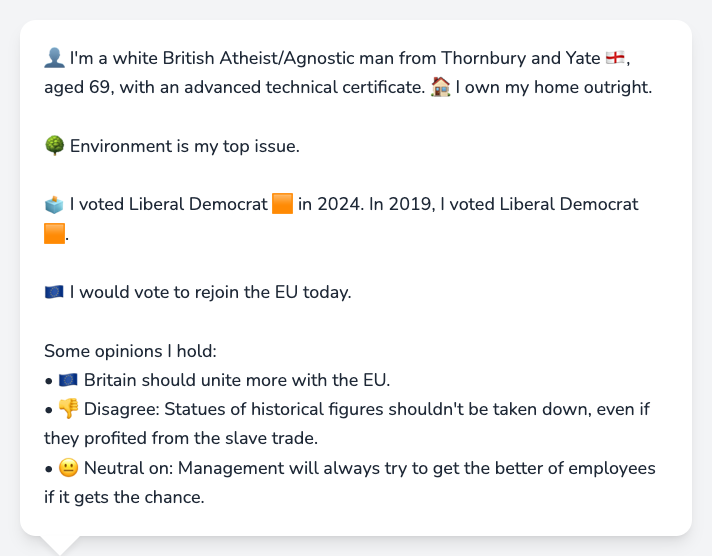 👤 I'm a white British Atheist/Agnostic man from Thornbury and Yate 🏴󠁧󠁢󠁥󠁮󠁧󠁿,
aged 69, with an advanced technical certificate. 🏠 I own my home outright.
🌳 Environment is my top issue.
🗳️ I voted Liberal Democrat 🟧 in 2024. In 2019, I voted Liberal Democrat
🟧.
🇪🇺 I would vote to rejoin the EU today.
Some opinions I hold:
• 🇪🇺 Britain should unite more with the EU.
• 👎 Disagree: Statues of historical figures shouldn't be taken down, even if
they profited from the slave trade.
• 😐 Neutral on: Management will always try to get the better of employees
if it gets the chance.